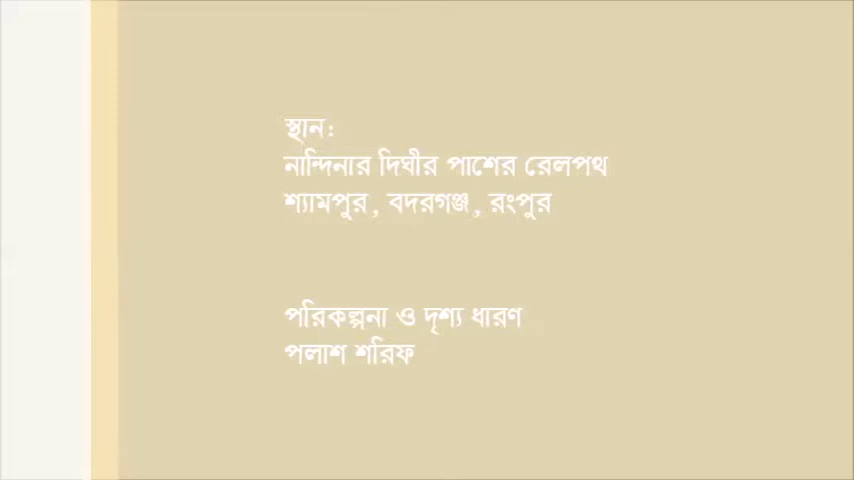 স্থান:
নান্দিনার দিঘীর পাশের রেলপথ
শ্যামপুর, বদরগঞ্জ, রংপুর
পরিকল্পনা ও দৃশ্য ধারণ
পলাশ শরিফ